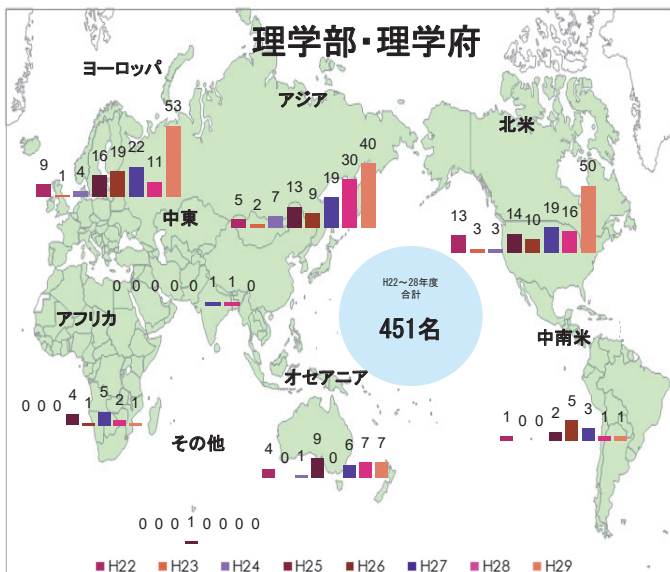 理学部・理学府
ヨーロッパ
9 1 4 16 19 22 11 53
アジア
5 2 7 13 9 19 30 40
北米
13 3 3 14 10 19 16 50
中東
0 0 0 0 0 1 1 0
H22～28年度
合計
451名
アフリカ
0 0 0 4 1 5 2 1
中南米
1 0 0 2 5 3 1 1
オセアニア
4 0 1 9 0 6 7 7
その他
0 0 0 1 0 0 0 0
H22 H23 H24 H25 H26 H27 H28 H29